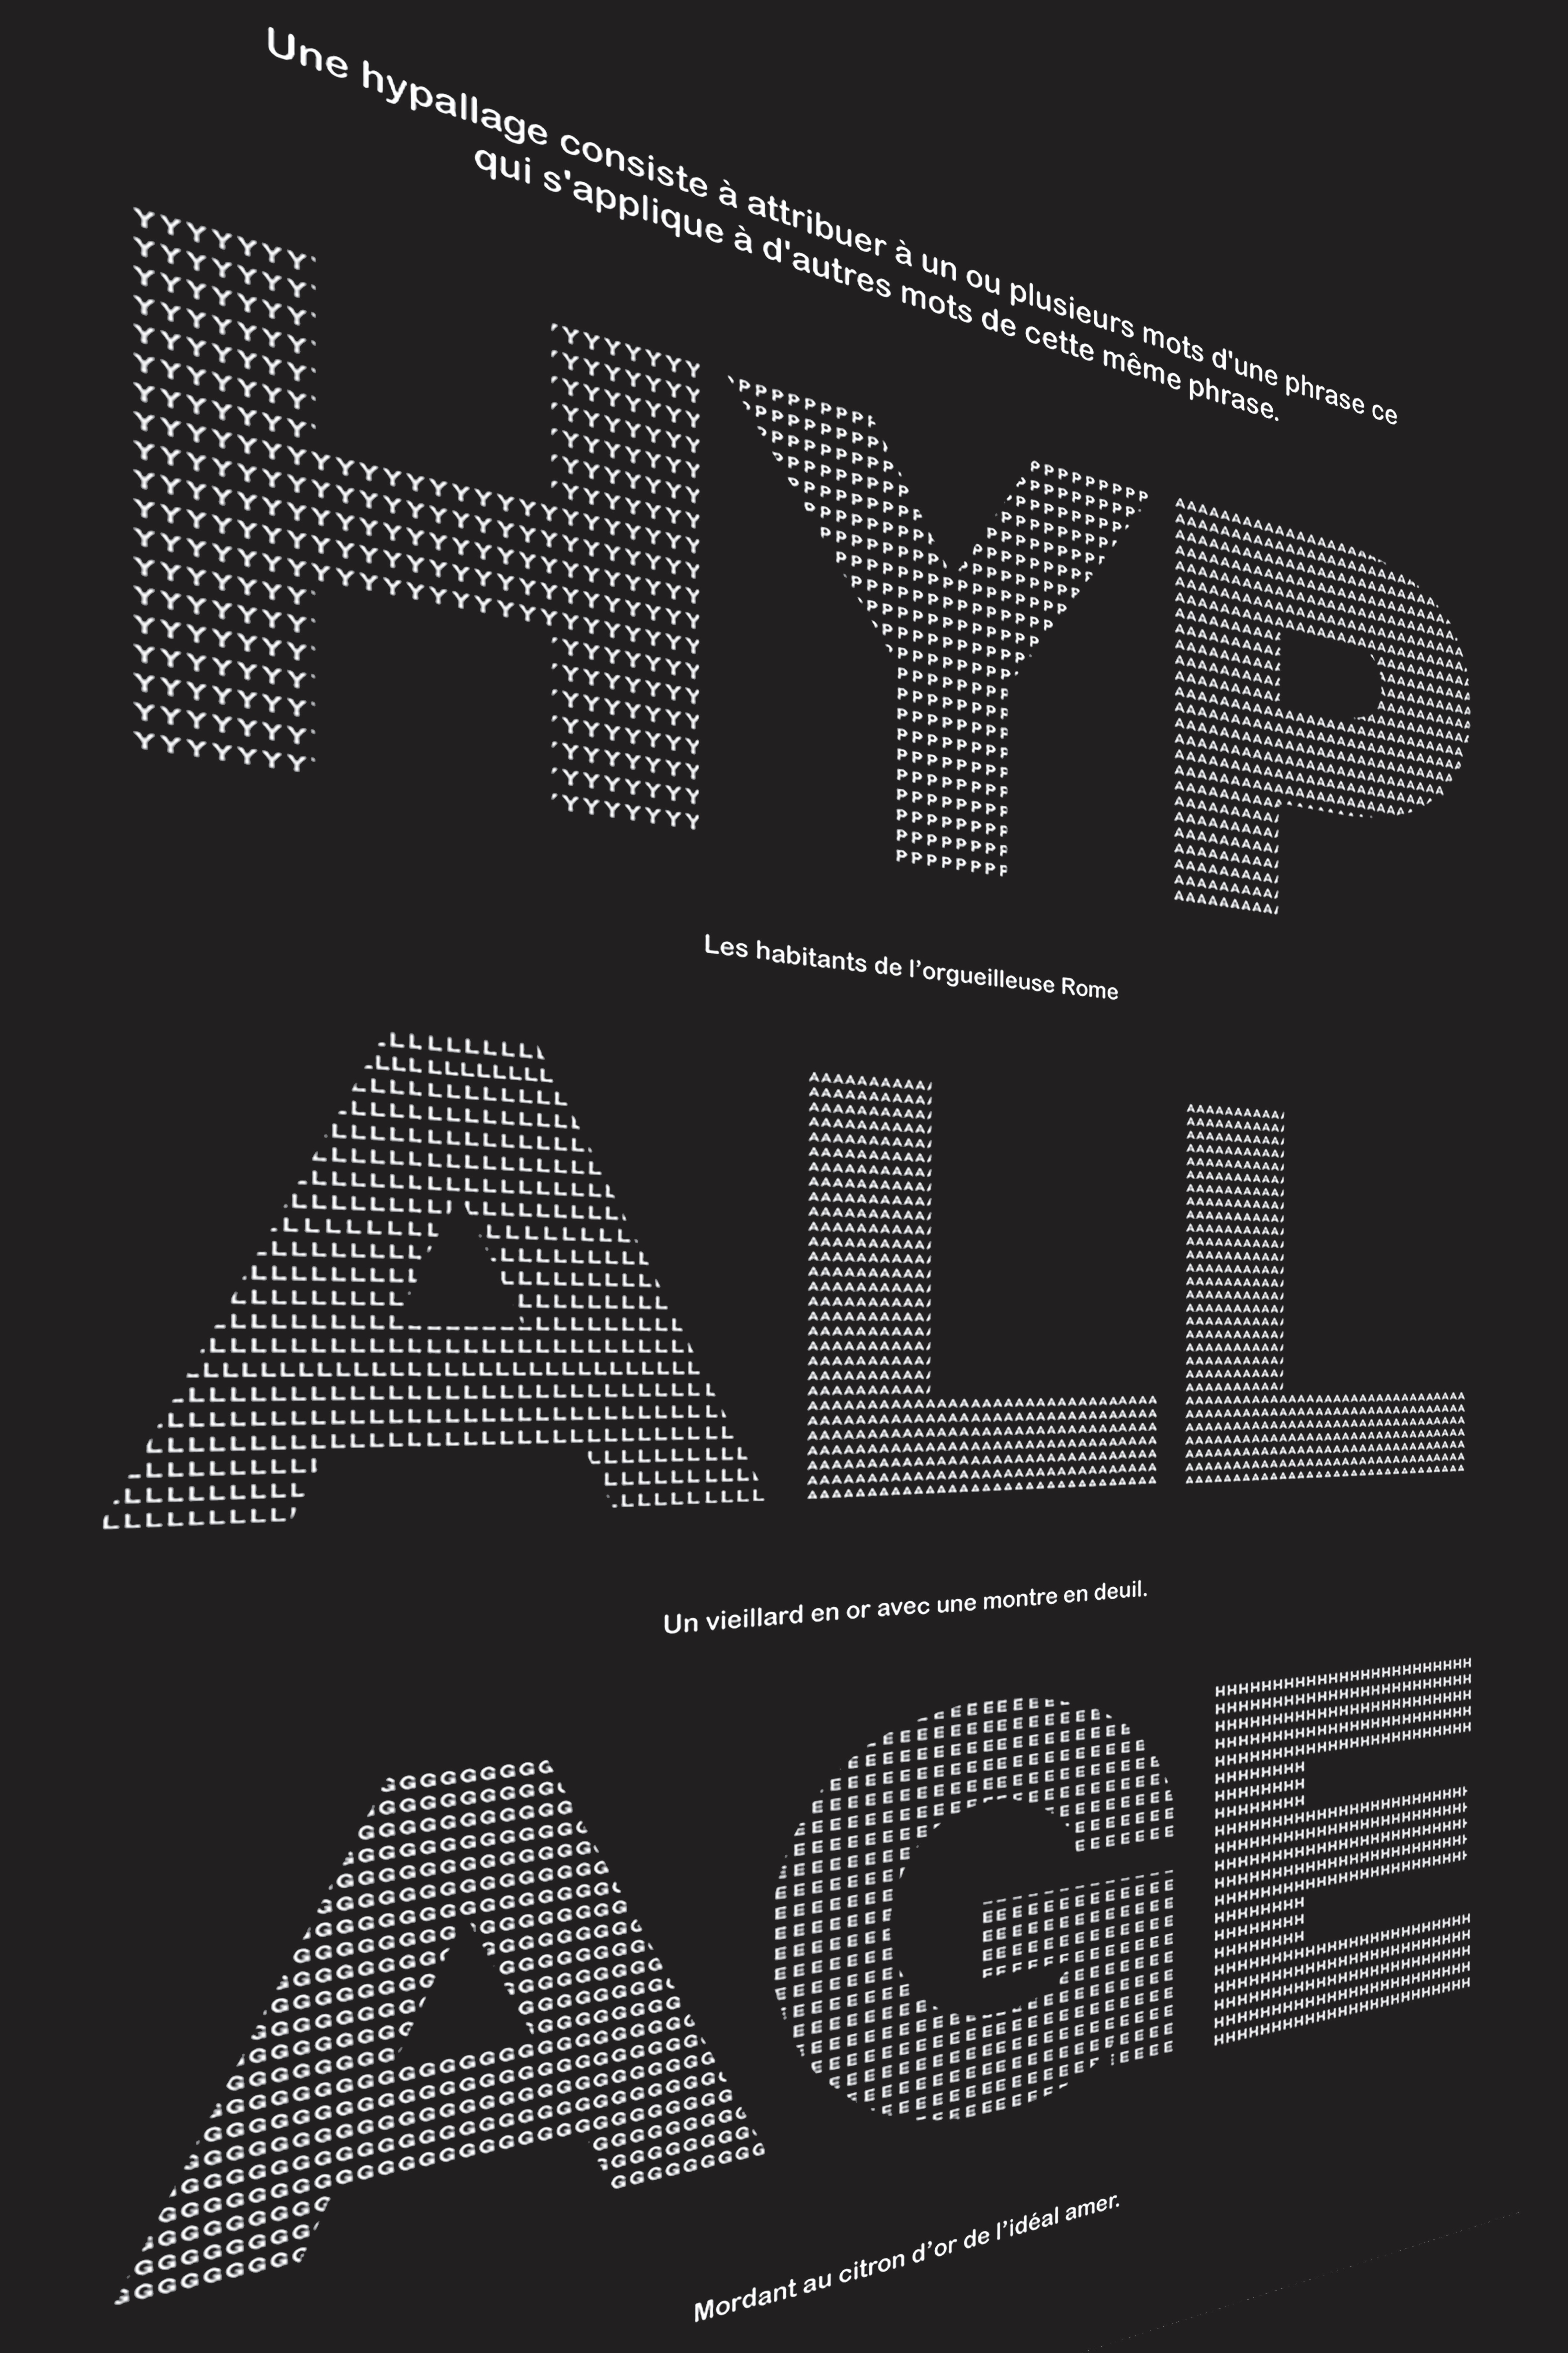 Une hypallage consiste à attribuer à un ou plusieurs mots d'une phrase ce
qui s'applique à d'autres mots de cette même phrase.
HYP
Les habitants de l’orgueilleuse Rome
ALL
Un vieillard en or avec une montre en deuil.
AGE
Mordant au citron d’or de l’idéal amer.